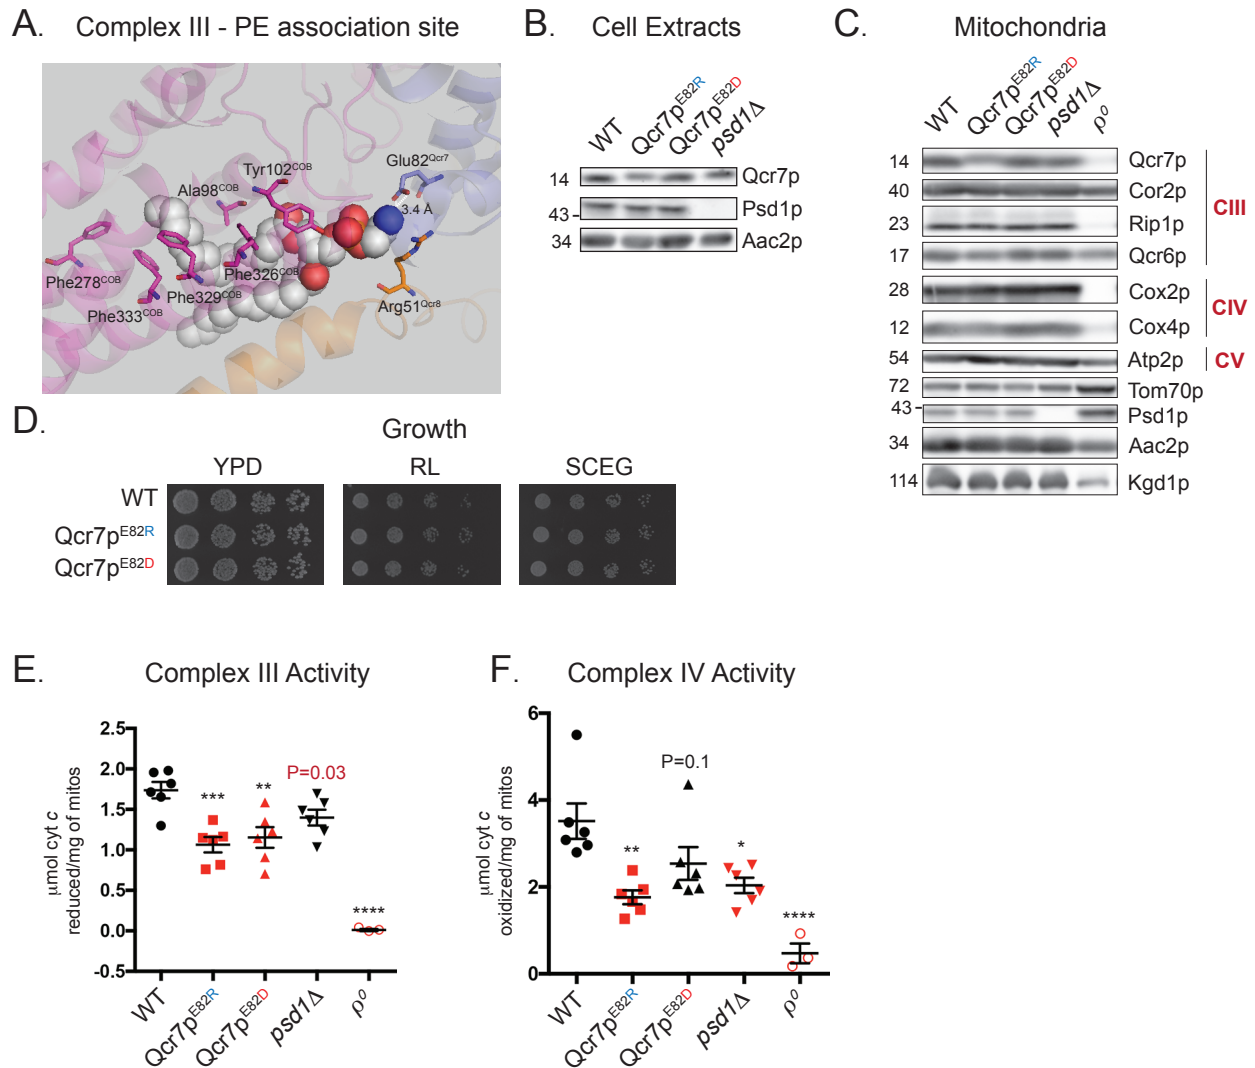 A. Complex III - PE association site
Tyr102COB
Glu82Qcr7
Ala98COB
3.4 Å
Phe278COB
Phe326COB
Phe329COB
Phe333COB
Arg51Qcr8
B. Cell Extracts
WT
Qcr7pE82R
Qcr7pE82D
psd1Δ
14 Qcr7p
43 Psd1p
34 Aac2p
C. Mitochondria
WT
Qcr7pE82R
Qcr7pE82D
psd1Δ
ρ0
14 Qcr7p
40 Cor2p
CIII
23 Rip1p
17 Qcr6p
28 Cox2p
CIV
12 Cox4p
54 Atp2p CV
72 Tom70p
43 Psd1p
34 Aac2p
114 Kgd1p
D. Growth
YPD RL SCEG
WT
Qcr7pE82R
Qcr7pE82D
E. Complex III Activity
μmol cyt c
reduced/mg of mitos
2.5
2.0
1.5
1.0
0.5
0.0
-0.5
***
**
P=0.03
****
WT
Qcr7pE82R
Qcr7pE82D
psd1Δ
ρ0
F. Complex IV Activity
μmol cyt c
oxidized/mg of mitos
6
4
2
0
**
P=0.1
*
****
WT
Qcr7pE82R
Qcr7pE82D
psd1Δ
ρ0